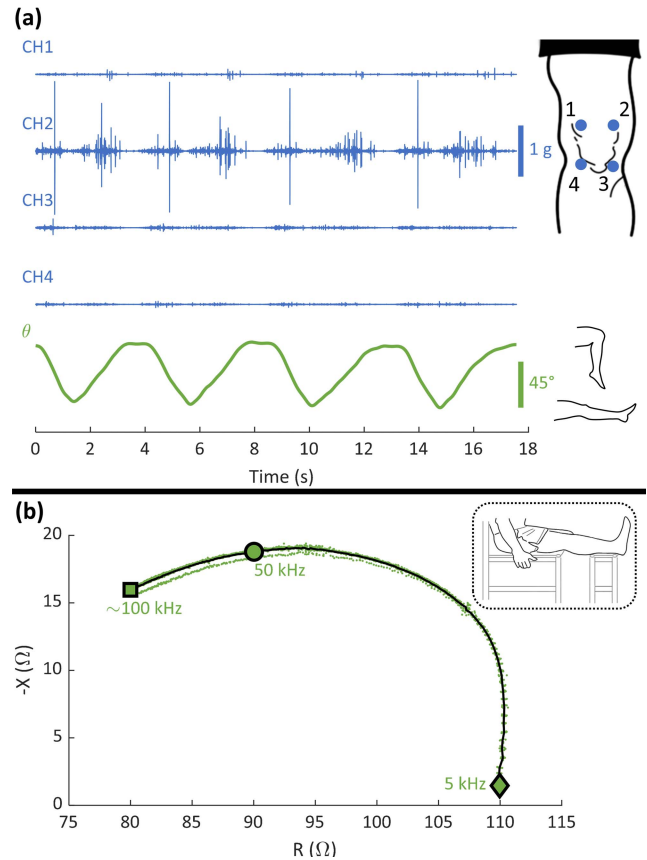 (a)
CH1
CH2
1 g
CH3
CH4
θ
45°
1 2
4 3
0 2 4 6 8 10 12 14 16 18
Time (s)
(b)
20
15
10
5
0
-X (Ω)
50 kHz
~100 kHz
5 kHz
75 80 85 90 95 100 105 110 115
R (Ω)